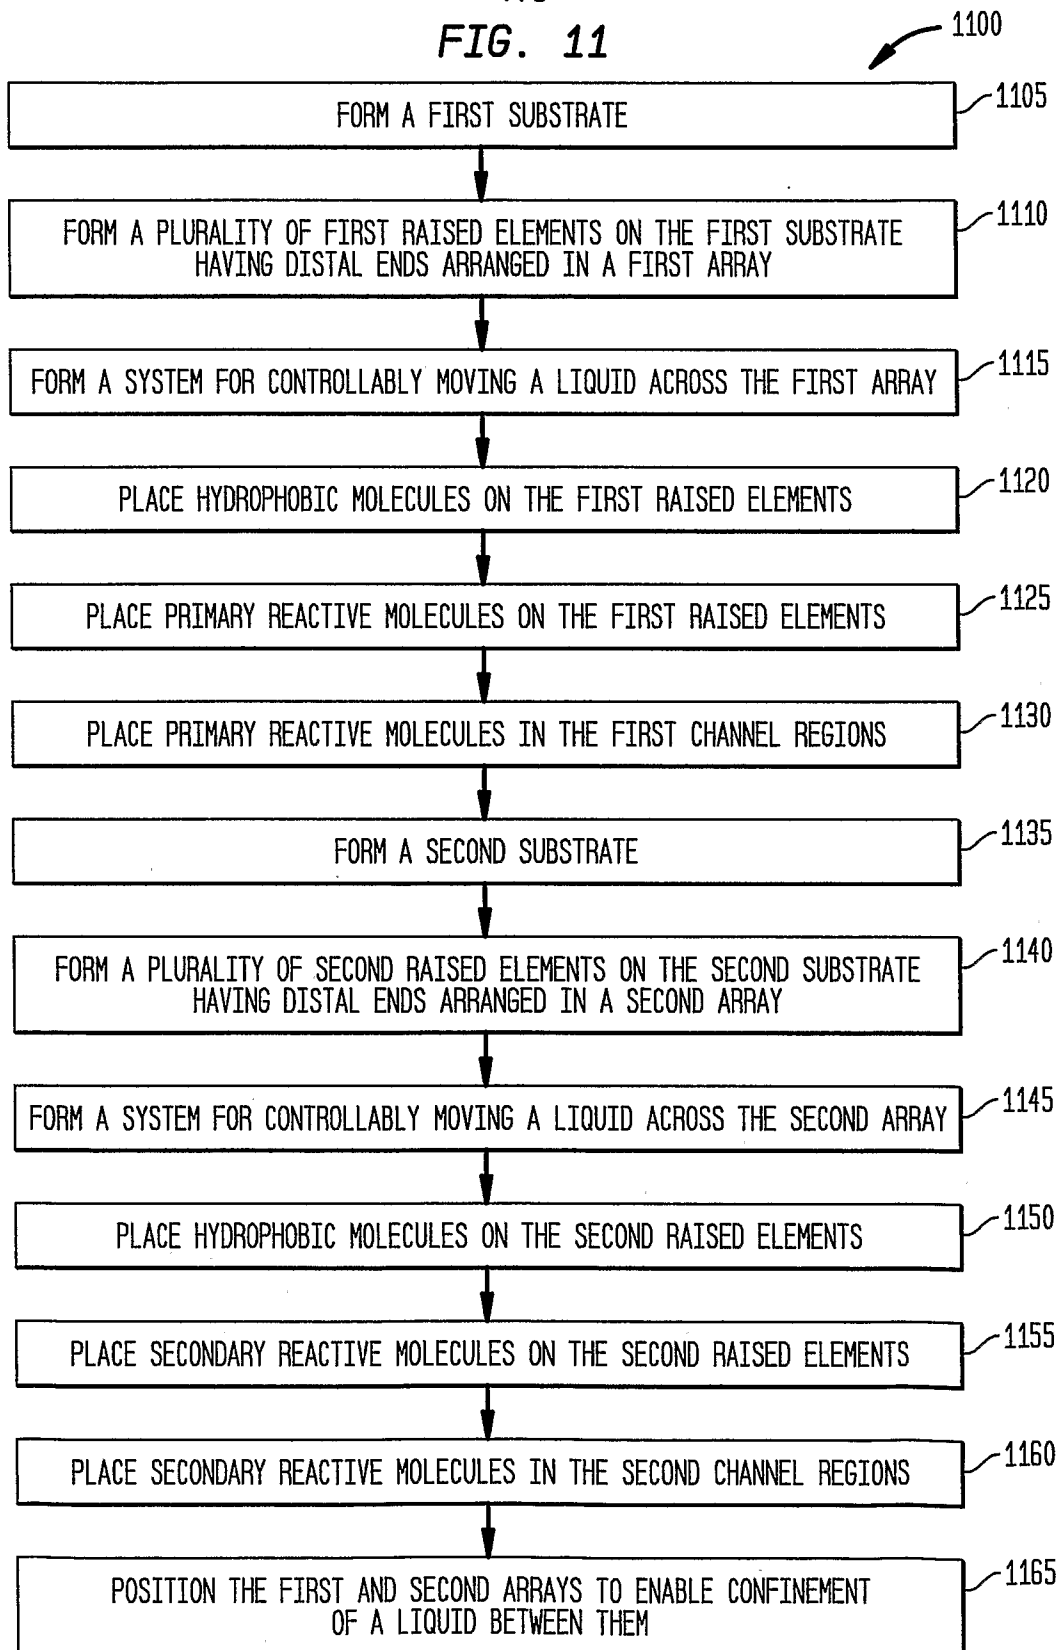 FIG. 11
1100
FORM A FIRST SUBSTRATE
1105
FORM A PLURALITY OF FIRST RAISED ELEMENTS ON THE FIRST SUBSTRATE
HAVING DISTAL ENDS ARRANGED IN A FIRST ARRAY
1110
FORM A SYSTEM FOR CONTROLLABLY MOVING A LIQUID ACROSS THE FIRST ARRAY
1115
PLACE HYDROPHOBIC MOLECULES ON THE FIRST RAISED ELEMENTS
1120
PLACE PRIMARY REACTIVE MOLECULES ON THE FIRST RAISED ELEMENTS
1125
PLACE PRIMARY REACTIVE MOLECULES IN THE FIRST CHANNEL REGIONS
1130
FORM A SECOND SUBSTRATE
1135
FORM A PLURALITY OF SECOND RAISED ELEMENTS ON THE SECOND SUBSTRATE
HAVING DISTAL ENDS ARRANGED IN A SECOND ARRAY
1140
FORM A SYSTEM FOR CONTROLLABLY MOVING A LIQUID ACROSS THE SECOND ARRAY
1145
PLACE HYDROPHOBIC MOLECULES ON THE SECOND RAISED ELEMENTS
1150
PLACE SECONDARY REACTIVE MOLECULES ON THE SECOND RAISED ELEMENTS
1155
PLACE SECONDARY REACTIVE MOLECULES IN THE SECOND CHANNEL REGIONS
1160
POSITION THE FIRST AND SECOND ARRAYS TO ENABLE CONFINEMENT
OF A LIQUID BETWEEN THEM
1165